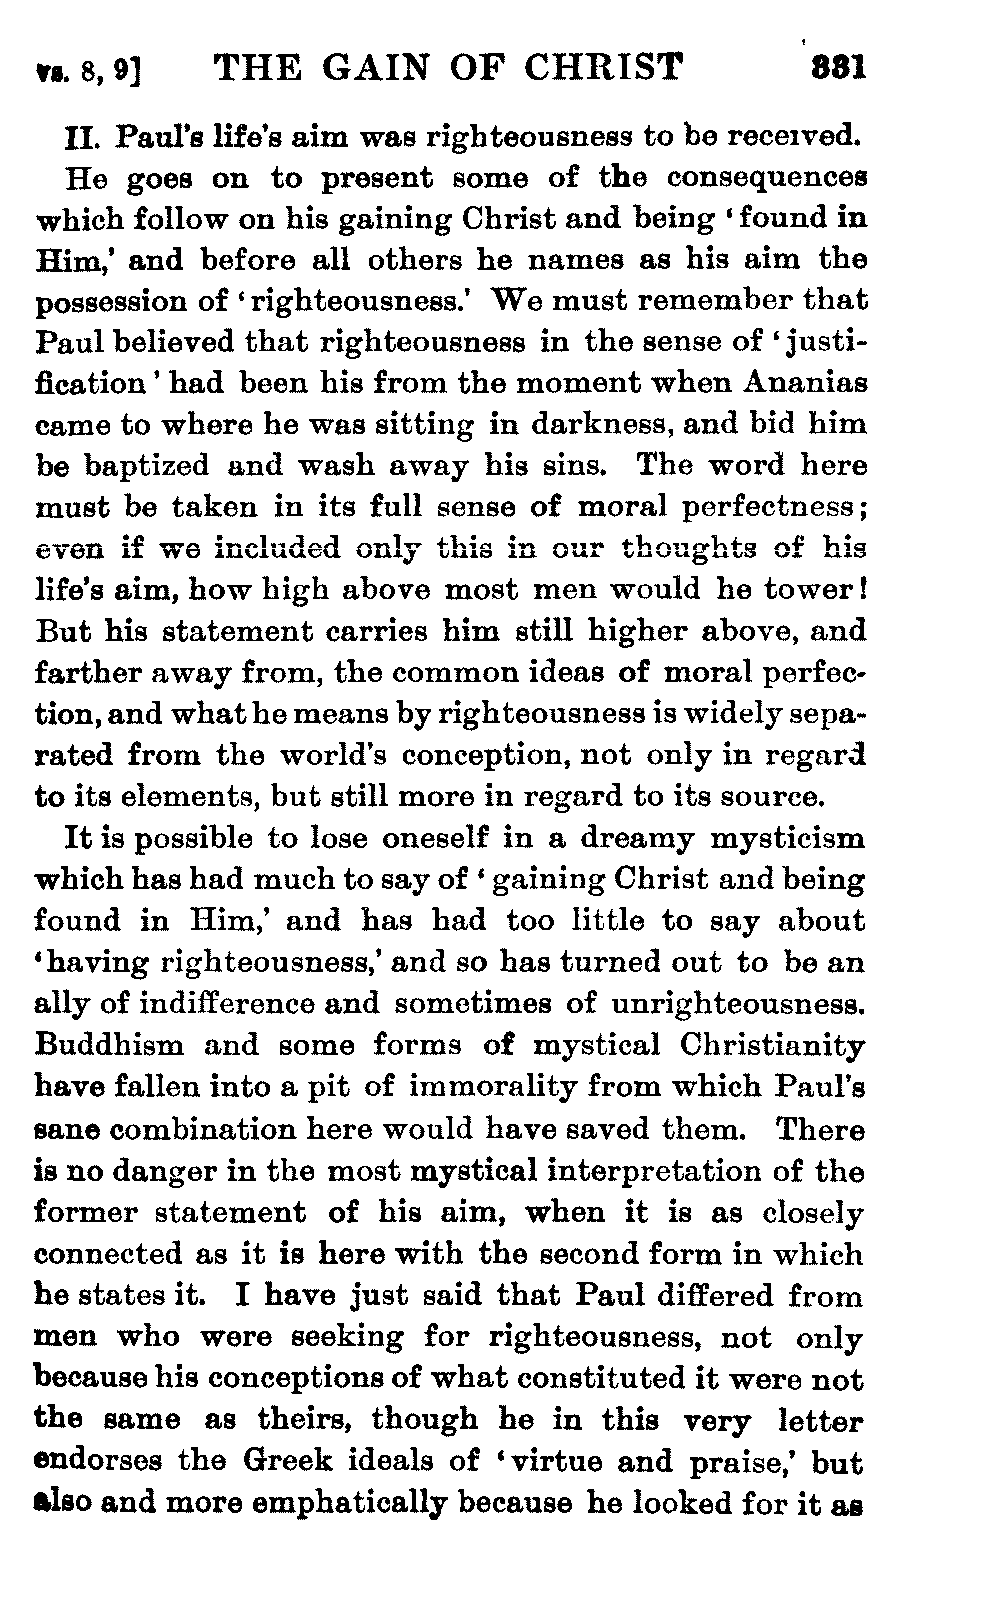 vs. 8, 9] THE GAIN OF CHRIST 331
II. Paul's life's aim was righteousness to be received.
He goes on to present some of the consequences
which follow on his gaining Christ and being ‘found in
Him,’ and before all others he names as his aim the
possession of ‘righteousness.’ We must remember that
Paul believed that righteousness in the sense of ‘justi-
fication’ had been his from the moment when Ananias
came to where he was sitting in darkness, and bid him
be baptized and wash away his sins. The word here
must be taken in its full sense of moral perfectness;
even if we included only this in our thoughts of his
life's aim, how high above most men would he tower!
But his statement carries him still higher above, and
farther away from, the common ideas of moral perfec-
tion, and what he means by righteousness is widely sepa-
rated from the world's conception, not only in regard
to its elements, but still more in regard to its source.
It is possible to lose oneself in a dreamy mysticism
which has had much to say of ‘gaining Christ and being
found in Him,’ and has had too little to say about
‘having righteousness,’ and so has turned out to be an
ally of indifference and sometimes of unrighteousness.
Buddhism and some forms of mystical Christianity
have fallen into a pit of immorality from which Paul's
sane combination here would have saved them. There
is no danger in the most mystical interpretation of the
former statement of his aim, when it is as closely
connected as it is here with the second form in which
he states it. I have just said that Paul differed from
men who were seeking for righteousness, not only
because his conceptions of what constituted it were not
the same as theirs, though he in this very letter
endorses the Greek ideals of ‘virtue and praise,’ but
also and more emphatically because he looked for it as